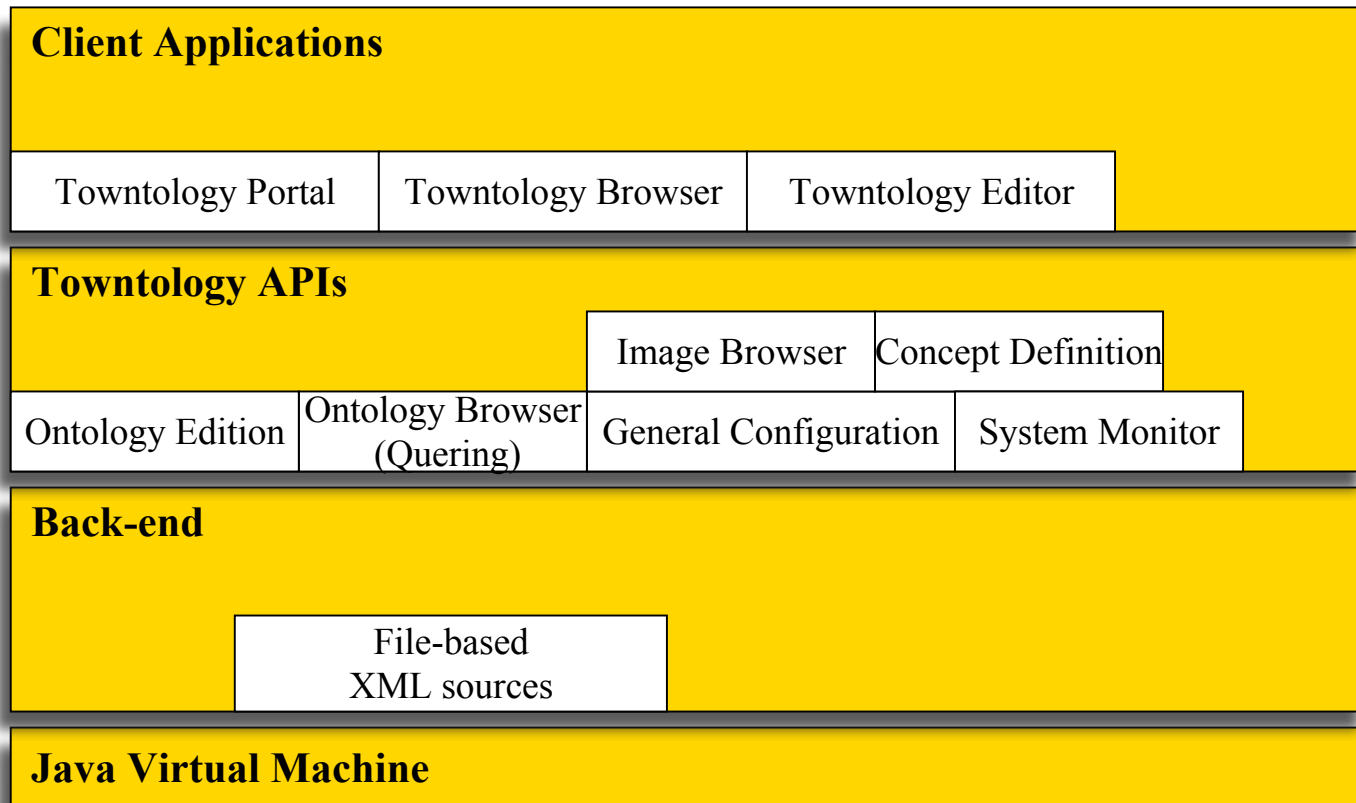 Client Applications
Towntology Portal
Towntology Browser
Towntology Editor
Towntology APIs
Image Browser
Concept Definition
Ontology Edition
Ontology Browser
(Quering)
General Configuration
System Monitor
Back-end
File-based
XML sources
Java Virtual Machine